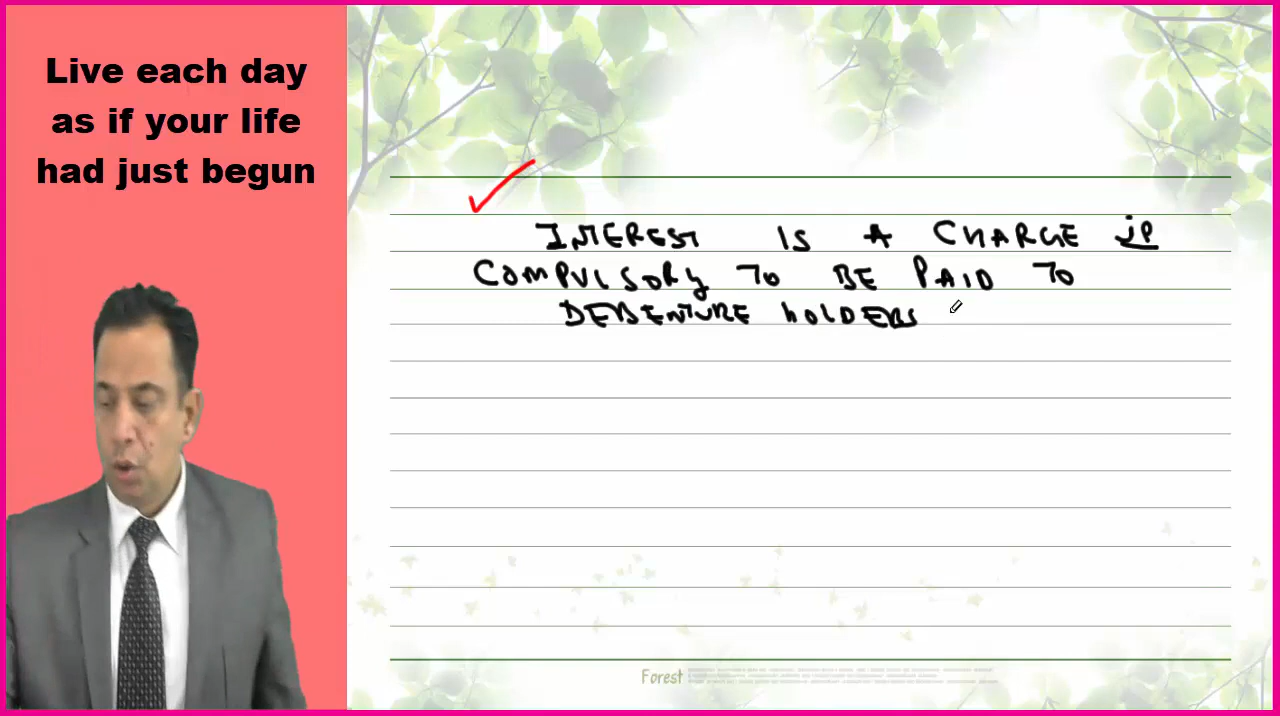 Live each day
as if your life
had just begun
INTEREST IS A CHARGE
COMPULSORY TO BE PAID TO
DEBENTURE HOLDERS
Forest